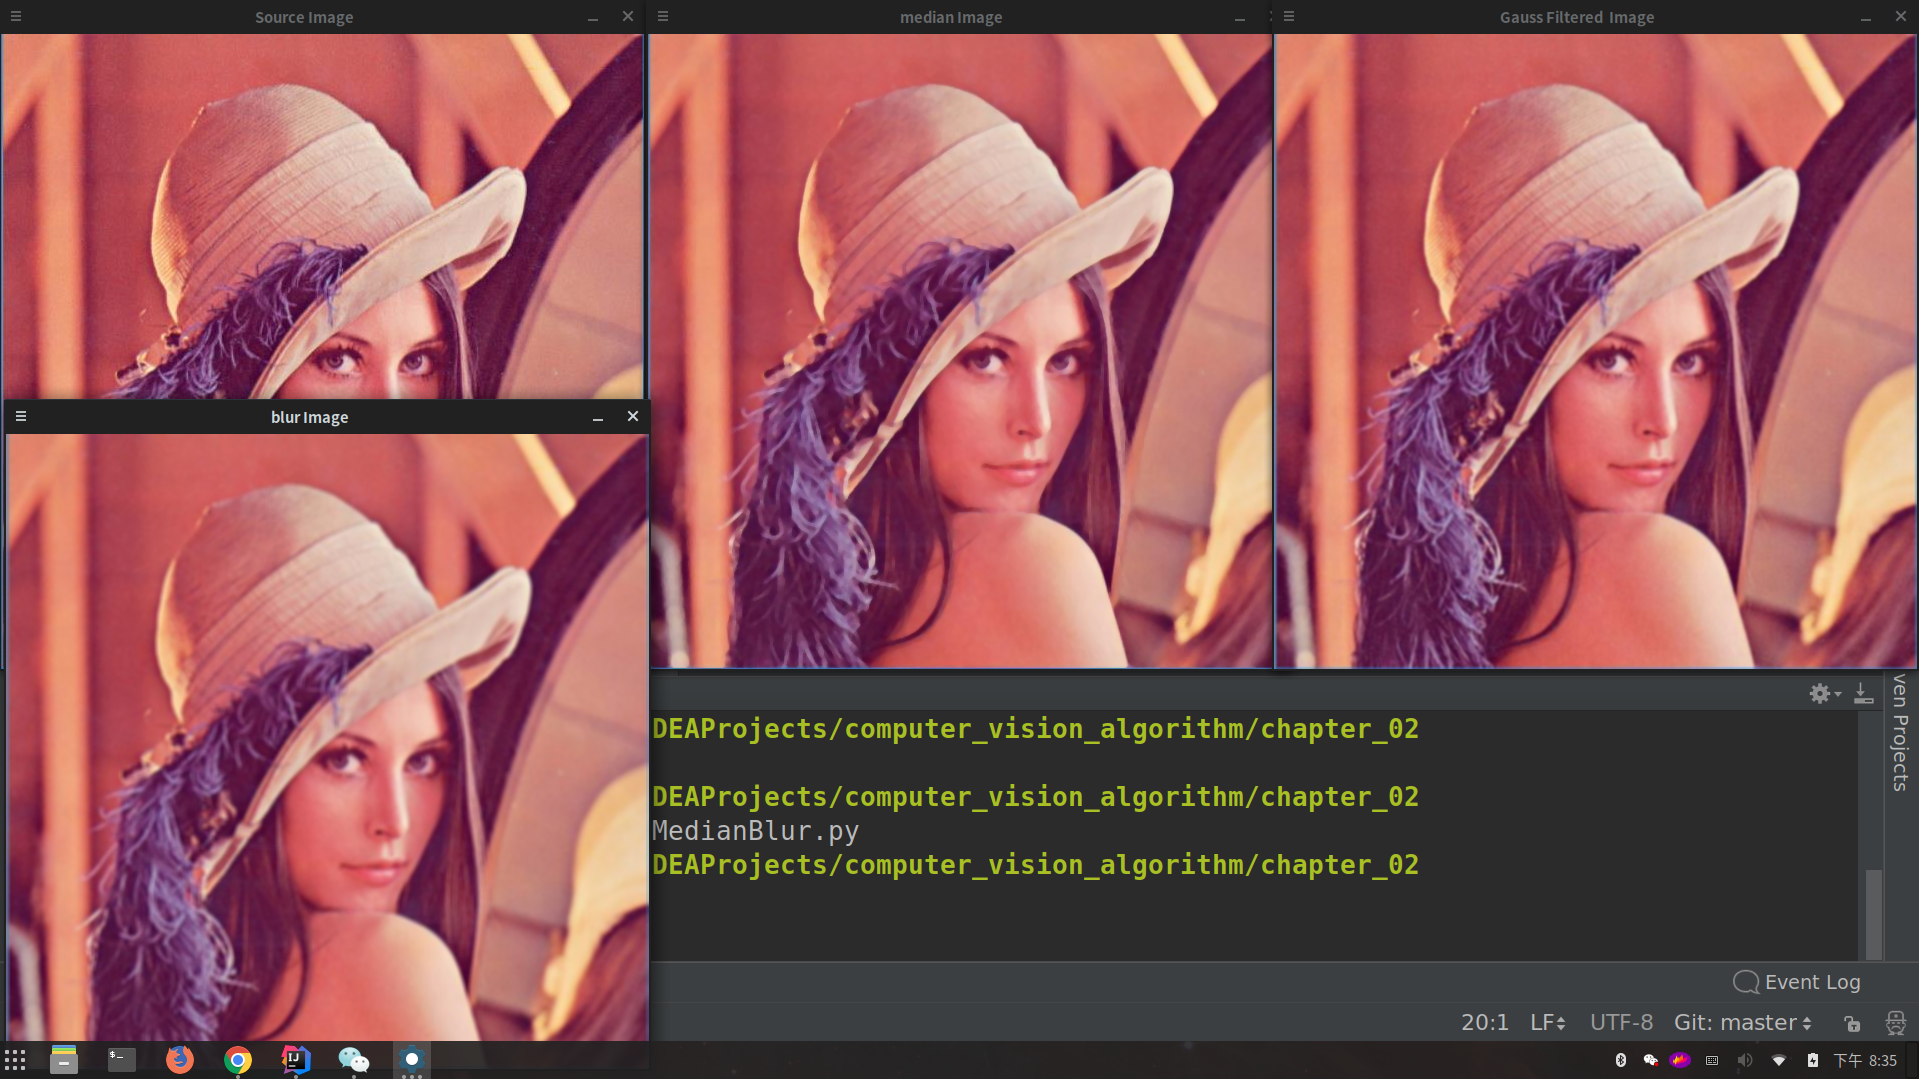 Source Image
median Image
Gauss Filtered Image
blur Image
DEAProjects/computer_vision_algorithm/chapter_02
DEAProjects/computer_vision_algorithm/chapter_02
MedianBlur.py
DEAProjects/computer_vision_algorithm/chapter_02
ven Projects
Event Log
20:1 LF UTF-8 Git: master
$_
IJ
下午 8:35